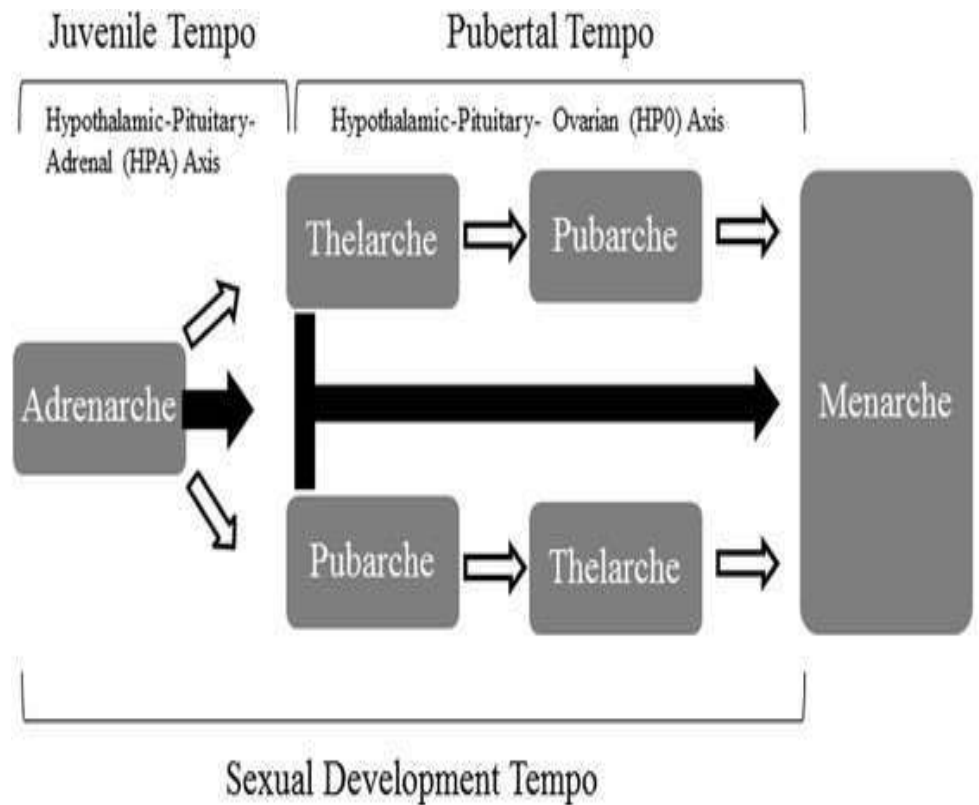 Juvenile Tempo
Pubertal Tempo
Hypothalamic-Pituitary-
Adrenal (HPA) Axis
Hypothalamic-Pituitary- Ovarian (HP0) Axis
Thelarche
Pubarche
Adrenarche
Menarche
Pubarche
Thelarche
Sexual Development Tempo